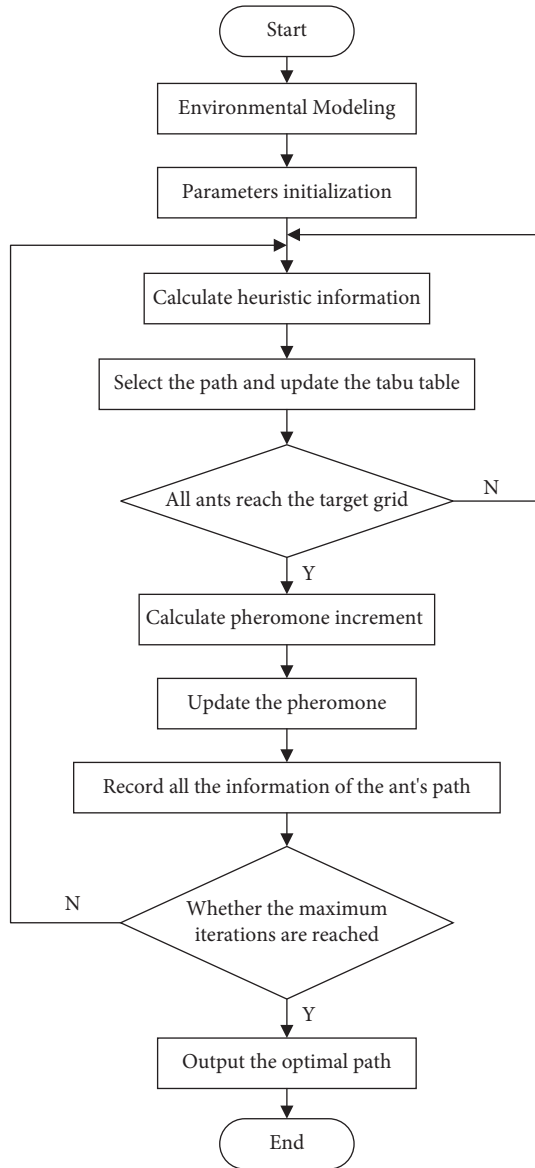 Start
Environmental Modeling
Parameters initialization
Calculate heuristic information
Select the path and update the tabu table
All ants reach the target grid
N
Y
Calculate pheromone increment
Update the pheromone
Record all the information of the ant's path
N
Whether the maximum
iterations are reached
Y
Output the optimal path
End